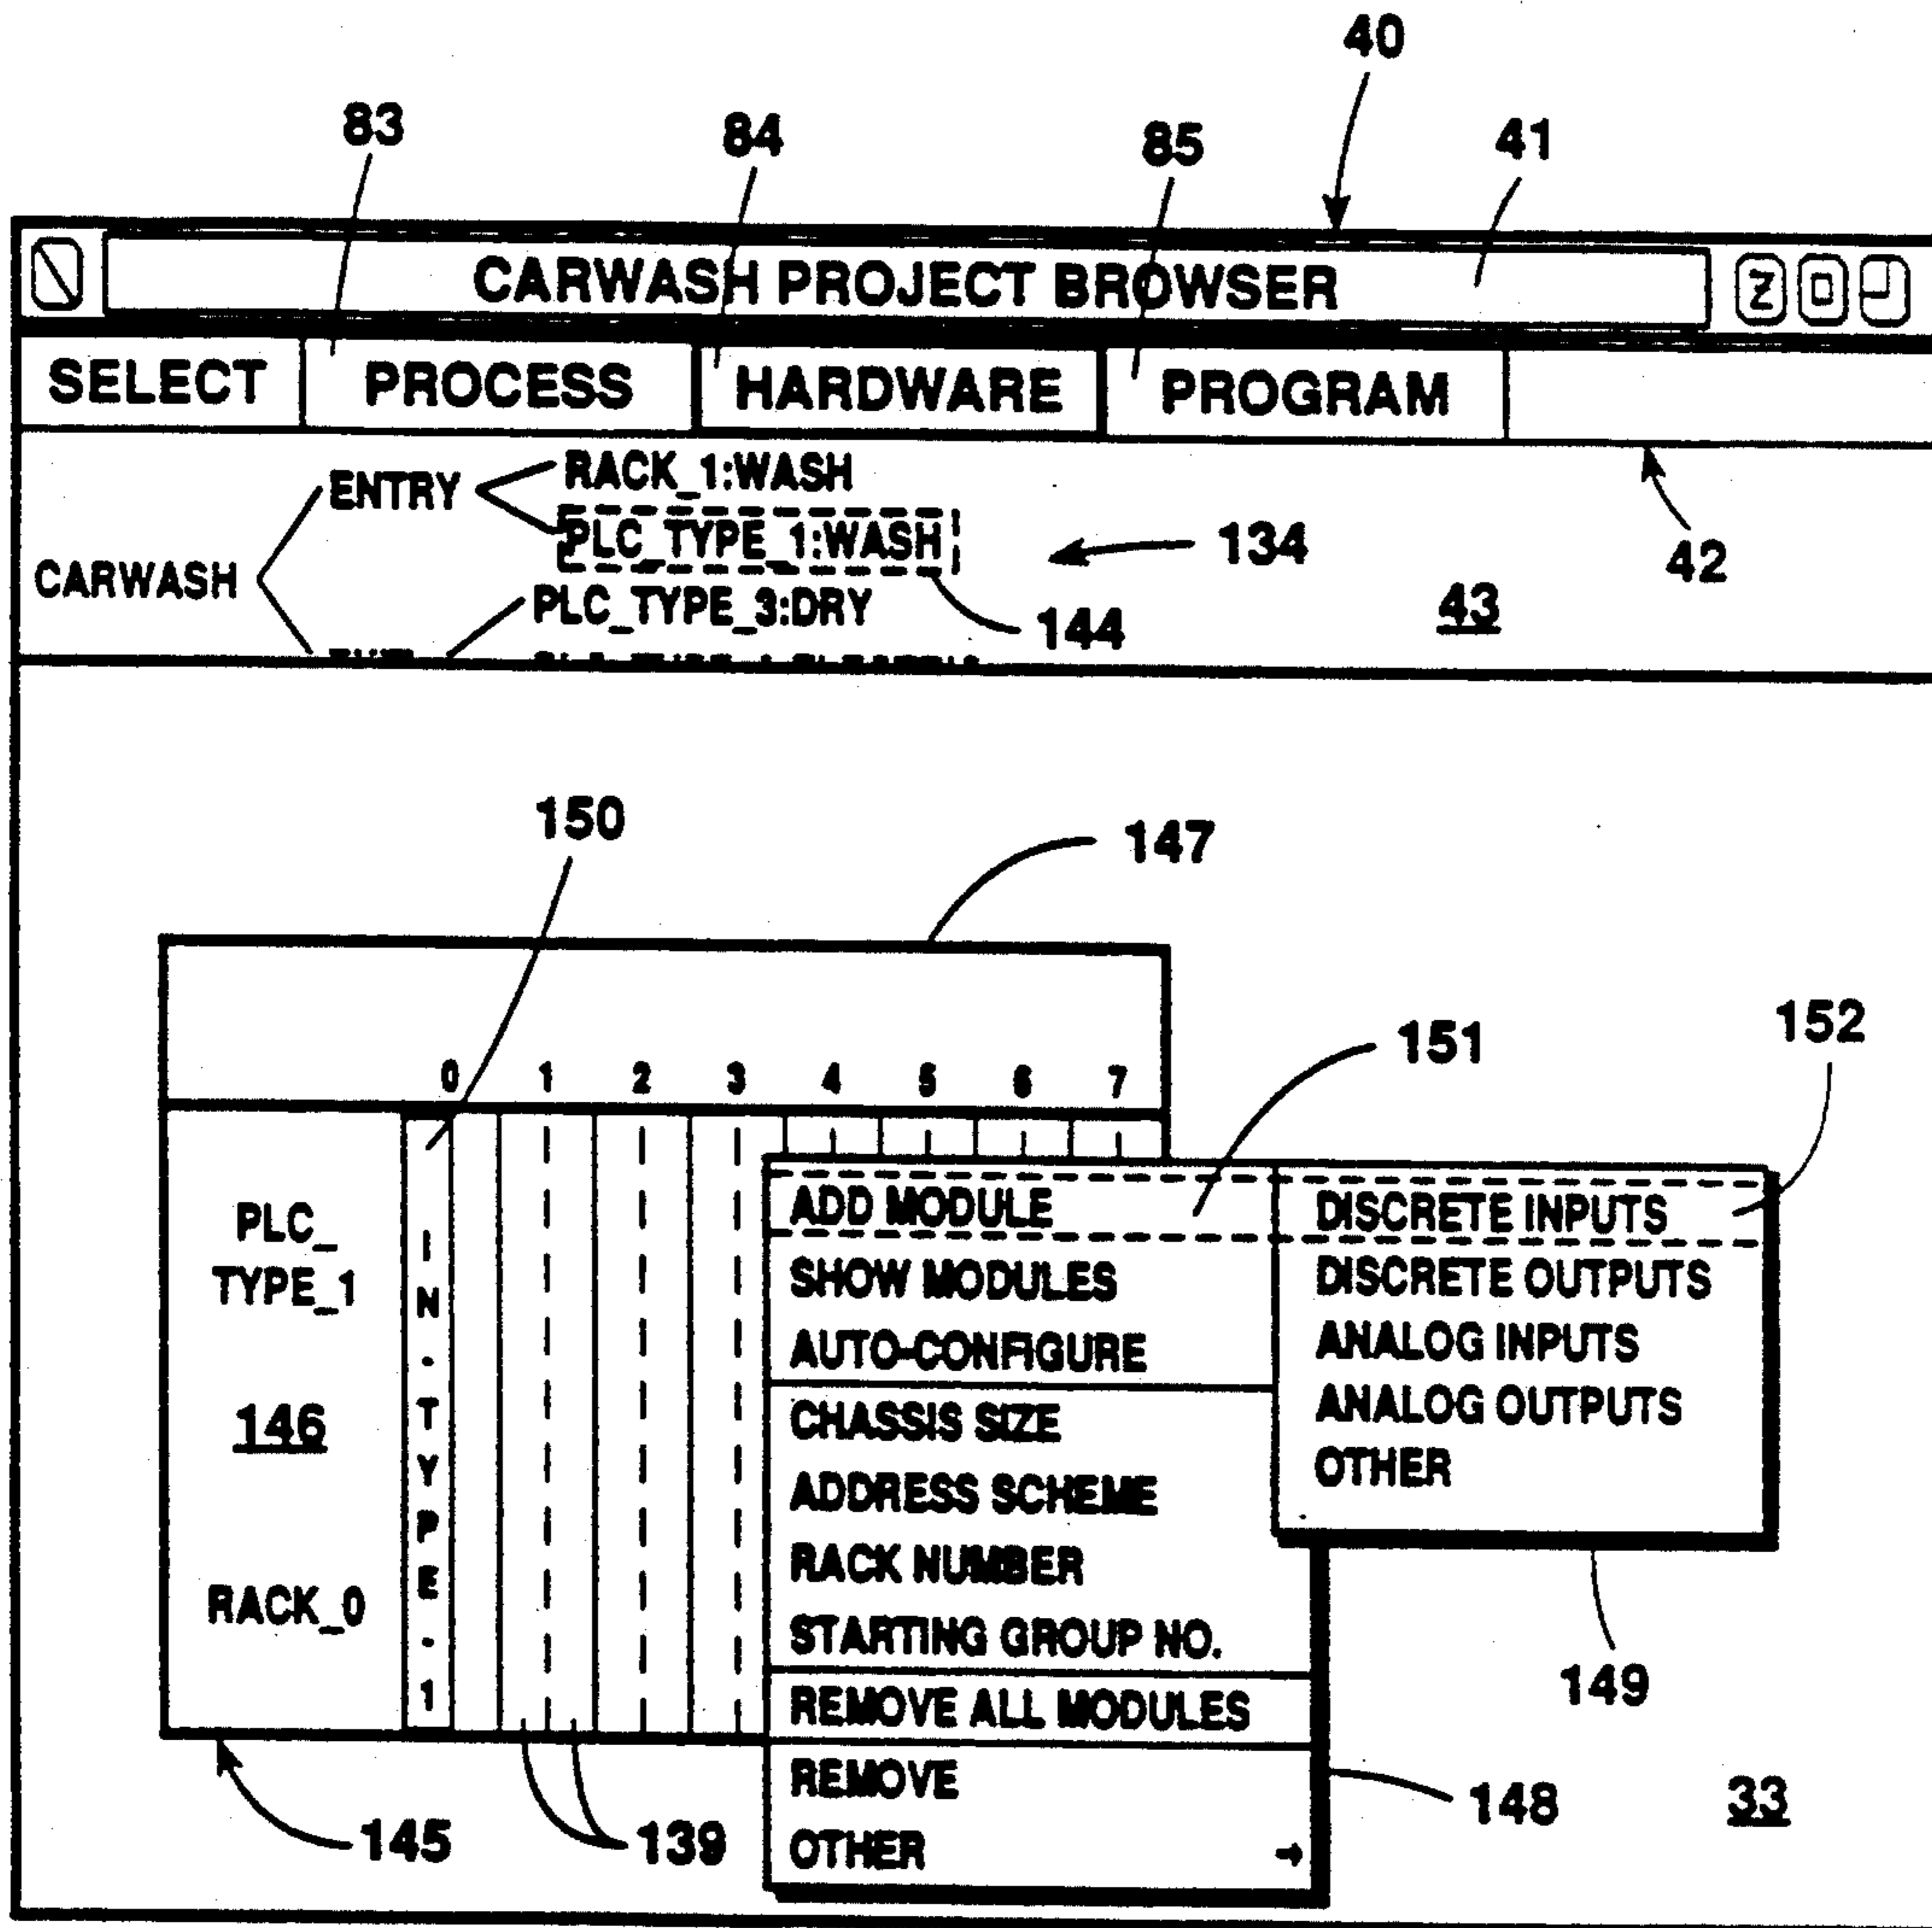 40
83
84
85
41
CARWASH PROJECT BROWSER
Z
SELECT
PROCESS
HARDWARE
PROGRAM
RACK_1:WASH
ENTRY
PLC_TYPE_1:WASH
134
42
CARWASH
PLC_TYPE_3:DRY
144
43
150
147
151
152
0 1 2 3 4 5 6 7
PLC_
TYPE_1
146
RACK_0
IN-TYPE-1
ADD MODULE
SHOW MODULES
AUTO-CONFIGURE
CHASSIS SIZE
ADDRESS SCHEME
RACK NUMBER
STARTING GROUP NO.
REMOVE ALL MODULES
REMOVE
OTHER →
DISCRETE INPUTS
DISCRETE OUTPUTS
ANALOG INPUTS
ANALOG OUTPUTS
OTHER
149
148
33
145
139